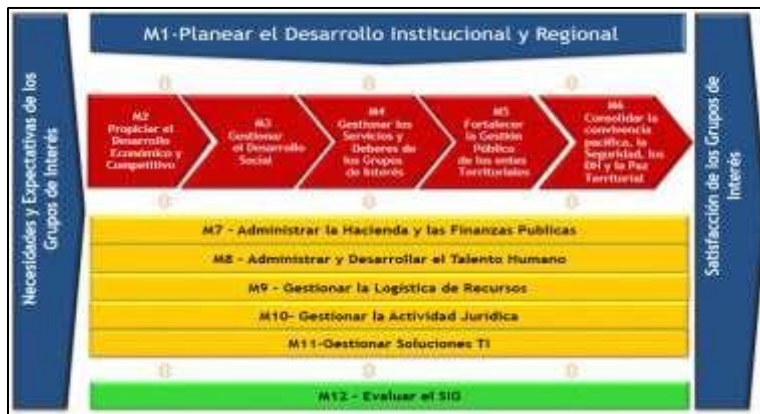 M1-Planear el Desarrollo Institucional y Regional
Necesidades y Expectativas de los
Grupos de Interés
M2
Propiciar el
Desarrollo
Económico y
Competitivo
M3
Gestionar
el Desarrollo
Social
M4
Gestionar los
Servicios y
Deberes de
los Grupos
de Interés
M5
Fortalecer
la Gestión
Público
de los entes
Territoriales
M6
Consolidar la
convivencia
pacífica, la
Seguridad, los
DH y la Paz
Territorial
M7 - Administrar la Hacienda y las Finanzas Publicas
M8 - Administrar y Desarrollar el Talento Humano
M9 - Gestionar la Logística de Recursos
M10- Gestionar la Actividad Jurídica
M11-Gestionar Soluciones TI
M12 - Evaluar el SIG
Satisfacción de los Grupos de
Interés